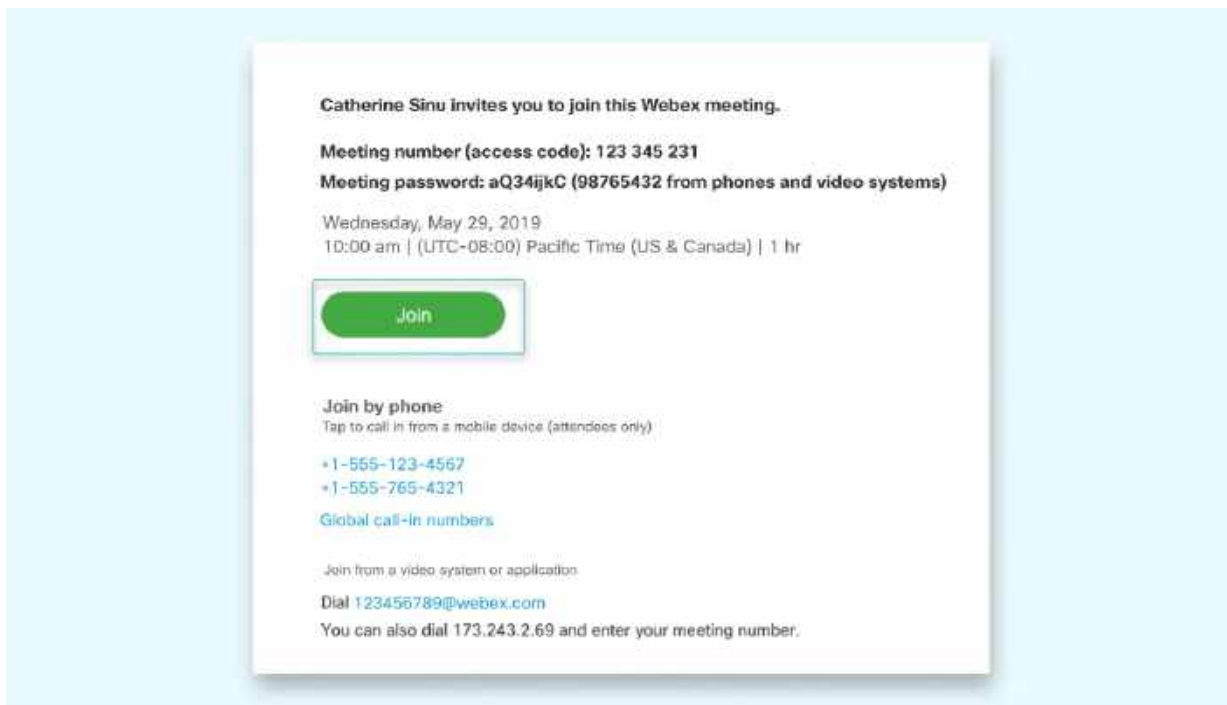 Catherine Sinu invites you to join this Webex meeting.
Meeting number (access code): 123 345 231
Meeting password: aQ34ijkC (98765432 from phones and video systems)
Wednesday, May 29, 2019
10:00 am | (UTC-08:00) Pacific Time (US & Canada) | 1 hr
Join
Join by phone
Tap to call in from a mobile device (attendees only)
+1-555-123-4567
+1-555-765-4321
Global call-in numbers
Join from a video system or application
Dial 123456789@webex.com
You can also dial 173.243.2.69 and enter your meeting number.